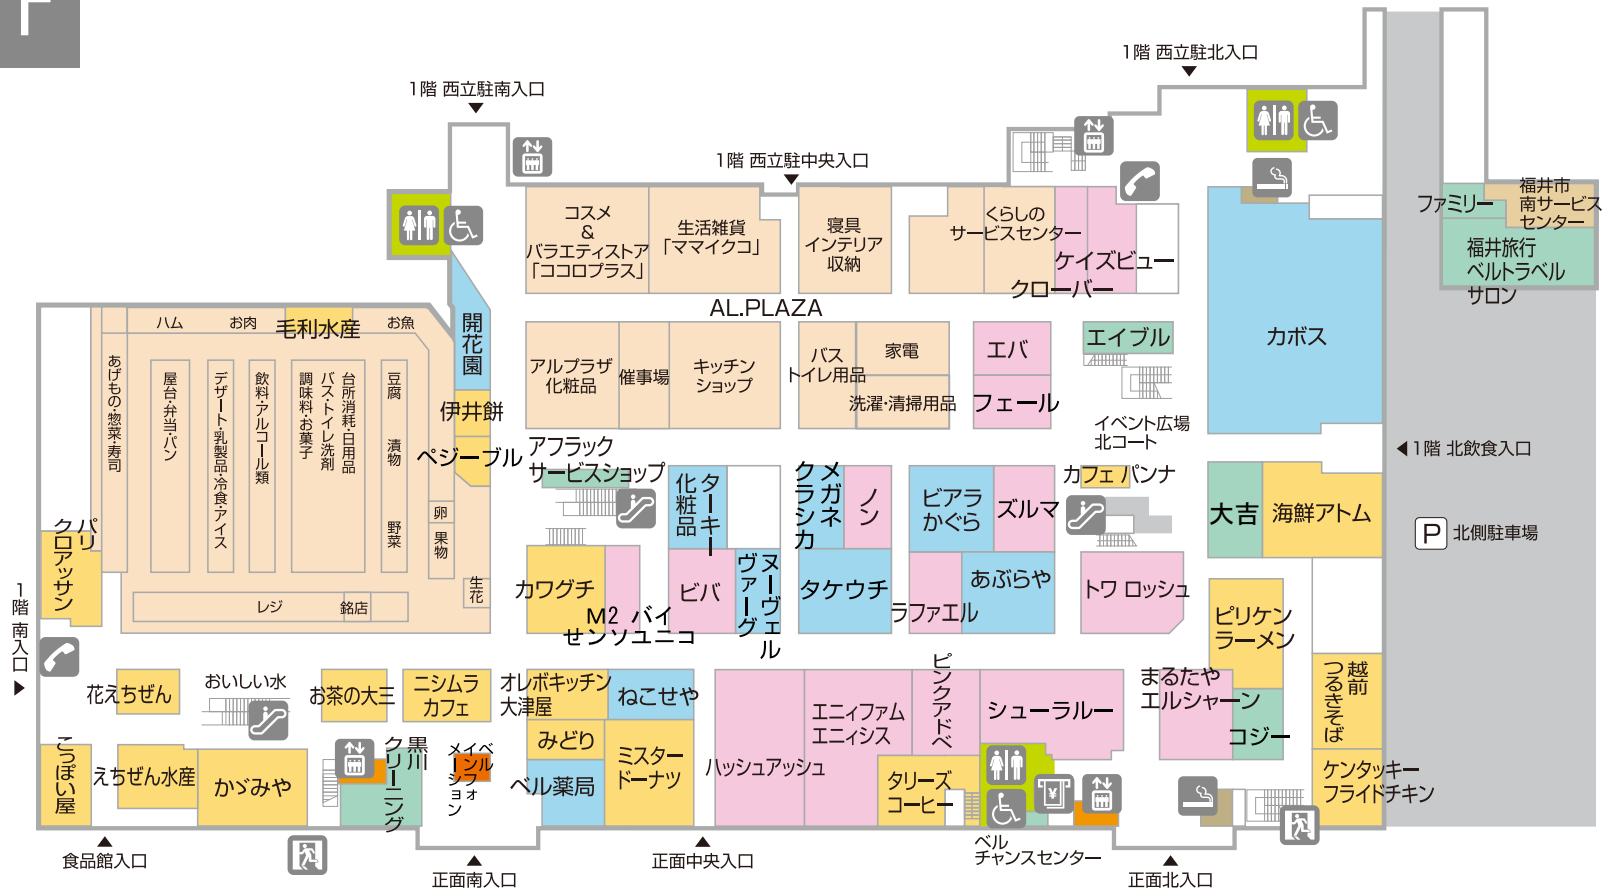 1階 西立駐北入口
1階 西立駐南入口
1階 西立駐中央入口
コスメ
&
バラエティストア
「ココロプラス」
生活雑貨
「ママイクコ」
寝具
インテリア
収納
くらしの
サービスセンター
ケイズビュー
クローバー
ファミリー
福井市
南サービス
センター
福井旅行
ベルトラベル
サロン
AL.PLAZA
ハム
お肉
毛利水産
お魚
開花園
アルプラザ
化粧品
催事場
キッチン
ショップ
バス
トイレ用品
家電
洗濯・清掃用品
エバ
フェール
エイブル
カボス
あげもの・惣菜・寿司
屋台・弁当・パン
デザート・乳製品・冷食・アイス
飲料・アルコール類
台所消耗・日用品
バス・トイレ洗剤
調味料・お菓子
豆腐
漬物
野菜
卵
果物
生花
レジ
銘店
伊井餅
ベジーブル
イベント広場
北コート
1階 北飲食入口
アフラック
サービスショップ
ターキー
化粧品
メガネ
クラシカ
ノン
ビアラ
かぐら
ズルマ
カフェ パンナ
大吉
海鮮アトム
P
北側駐車場
パリ
クロアッサン
カワグチ
M2 バイ
せンソユニコ
ビバ
ヌーヴェル
ヴァーグ
タケウチ
ラファエル
あぶらや
トワ ロッシュ
ピリケン
ラーメン
1階 南入口
花えちぜん
おいしい水
お茶の大三
ニシムラ
カフェ
オレボキッチン
大津屋
ねこせや
エニィファム
エニィシス
ピンクアドベ
シューラルー
まるたや
エルシャーン
越前
つるきそば
コジー
こっぽい屋
えちぜん水産
かゞみや
黒川
クリーニング
ベルフォン
メイション
みどり
ベル薬局
ミスター
ドーナツ
ハッシュアッシュ
タリーズ
コーヒー
¥
ケンタッキー
フライドチキン
ベル
チャンスセンター
食品館入口
正面南入口
正面中央入口
正面北入口